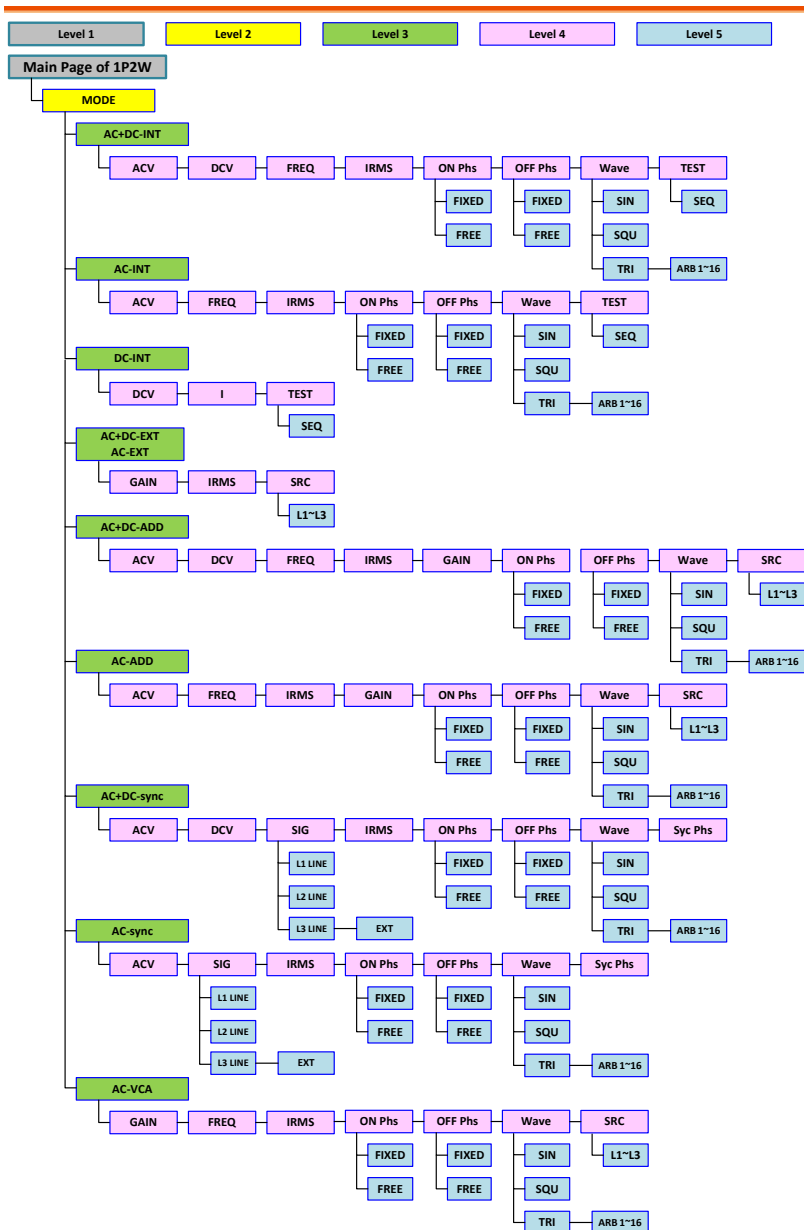 Level 1 Level 2 Level 3 Level 4 Level 5
Main Page of 1P2W
MODE
AC+DC-INT
ACV DCV FREQ IRMS ON Phs OFF Phs Wave TEST
FIXED FIXED SIN SEQ
FREE FREE SQU
TRI ARB 1~16
AC-INT
ACV FREQ IRMS ON Phs OFF Phs Wave TEST
FIXED FIXED SIN SEQ
FREE FREE SQU
TRI ARB 1~16
DC-INT
DCV I TEST
SEQ
AC+DC-EXT
AC-EXT
GAIN IRMS SRC
L1~L3
AC+DC-ADD
ACV DCV FREQ IRMS GAIN ON Phs OFF Phs Wave SRC
FIXED FIXED SIN L1~L3
FREE FREE SQU
TRI ARB 1~16
AC-ADD
ACV FREQ IRMS GAIN ON Phs OFF Phs Wave SRC
FIXED FIXED SIN L1~L3
FREE FREE SQU
TRI ARB 1~16
AC+DC-sync
ACV DCV SIG IRMS ON Phs OFF Phs Wave Syc Phs
L1 LINE FIXED FIXED SIN
L2 LINE FREE FREE SQU
L3 LINE EXT TRI ARB 1~16
AC-sync
ACV SIG IRMS ON Phs OFF Phs Wave Syc Phs
L1 LINE FIXED FIXED SIN
L2 LINE FREE FREE SQU
L3 LINE EXT TRI ARB 1~16
AC-VCA
GAIN FREQ IRMS ON Phs OFF Phs Wave SRC
FIXED FIXED SIN L1~L3
FREE FREE SQU
TRI ARB 1~16